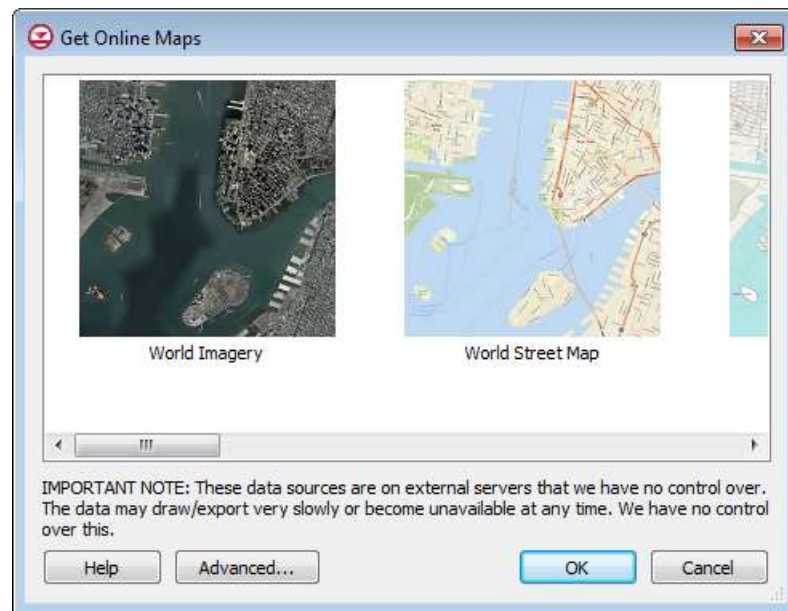 Get Online Maps
World Imagery
World Street Map
IMPORTANT NOTE: These data sources are on external servers that we have no control over.
The data may draw/export very slowly or become unavailable at any time. We have no control
over this.
Help
Advanced...
OK
Cancel